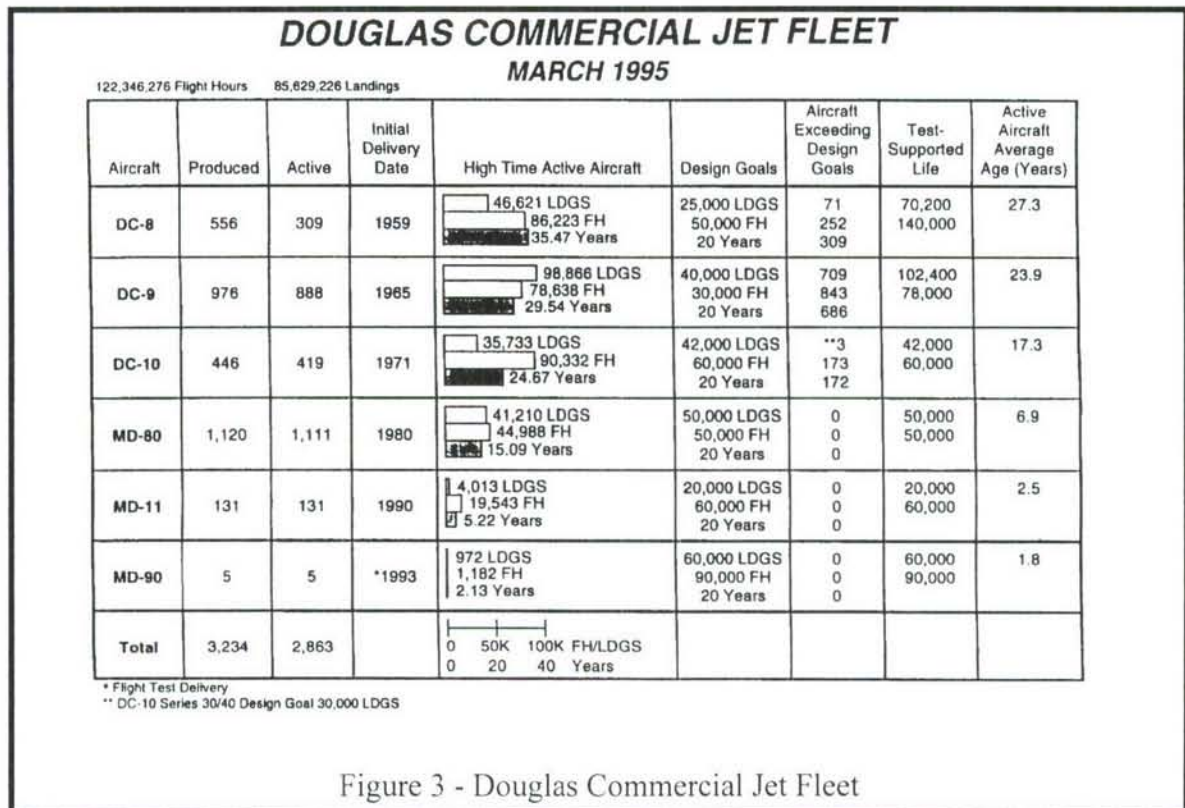 DOUGLAS COMMERCIAL JET FLEET
MARCH 1995
122,346,276 Flight Hours 85,629,226 Landings
Aircraft Produced Active Initial Delivery Date High Time Active Aircraft Design Goals Aircraft Exceeding Design Goals Test-Supported Life Active Aircraft Average Age (Years)
DC-8 556 309 1959 46,621 LDGS 25,000 LDGS 71 70,200 27.3
86,223 FH 50,000 FH 252 140,000
35.47 Years 20 Years 309
DC-9 976 888 1965 98,866 LDGS 40,000 LDGS 709 102,400 23.9
78,638 FH 30,000 FH 843 78,000
29.54 Years 20 Years 686
DC-10 446 419 1971 35,733 LDGS 42,000 LDGS **3 42,000 17.3
90,332 FH 60,000 FH 173 60,000
24.67 Years 20 Years 172
MD-80 1,120 1,111 1980 41,210 LDGS 50,000 LDGS 0 50,000 6.9
44,988 FH 50,000 FH 0 50,000
15.09 Years 20 Years 0
MD-11 131 131 1990 4,013 LDGS 20,000 LDGS 0 20,000 2.5
19,543 FH 60,000 FH 0 60,000
5.22 Years 20 Years 0
MD-90 5 5 *1993 972 LDGS 60,000 LDGS 0 60,000 1.8
1,182 FH 90,000 FH 0 90,000
2.13 Years 20 Years 0
Total 3,234 2,863
0 50K 100K FH/LDGS
0 20 40 Years
* Flight Test Delivery
** DC-10 Series 30/40 Design Goal 30,000 LDGS
Figure 3 - Douglas Commercial Jet Fleet